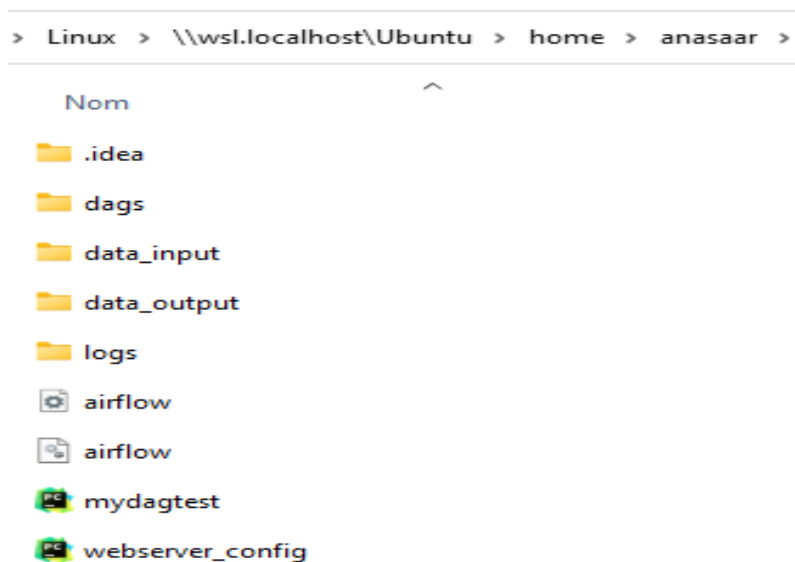 > Linux > \\wsl.localhost\Ubuntu > home > anasaar >
Nom
.idea
dags
data_input
data_output
logs
airflow
airflow
mydagtest
webserver_config